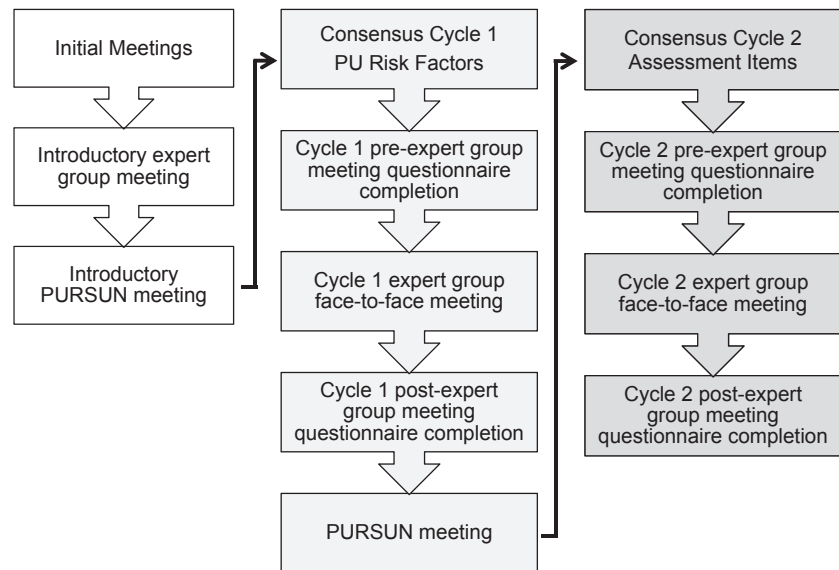 Initial Meetings
Introductory expert
group meeting
Introductory
PURSUN meeting
Consensus Cycle 1
PU Risk Factors
Cycle 1 pre-expert group
meeting questionnaire
completion
Cycle 1 expert group
face-to-face meeting
Cycle 1 post-expert
group meeting
questionnaire completion
PURSUN meeting
Consensus Cycle 2
Assessment Items
Cycle 2 pre-expert group
meeting questionnaire
completion
Cycle 2 expert group
face-to-face meeting
Cycle 2 post-expert
group meeting
questionnaire completion